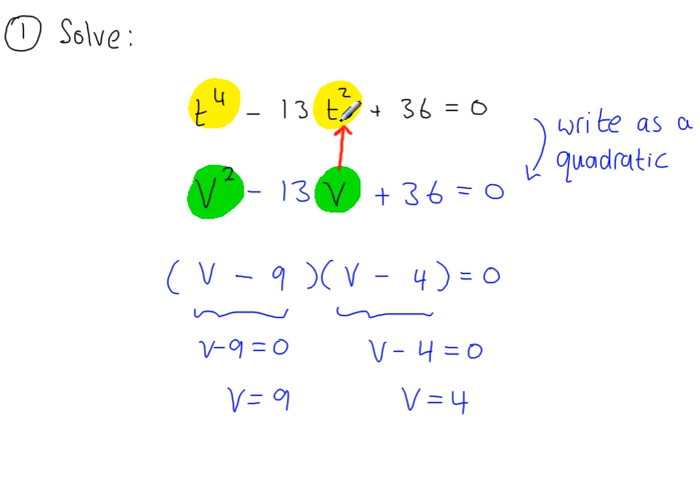 ① Solve:
t⁴ - 13 t² + 36 = 0
write as a
quadratic
V² - 13 V + 36 = 0
( V - 9 )( V - 4 ) = 0
V - 9 = 0 V - 4 = 0
V = 9 V = 4